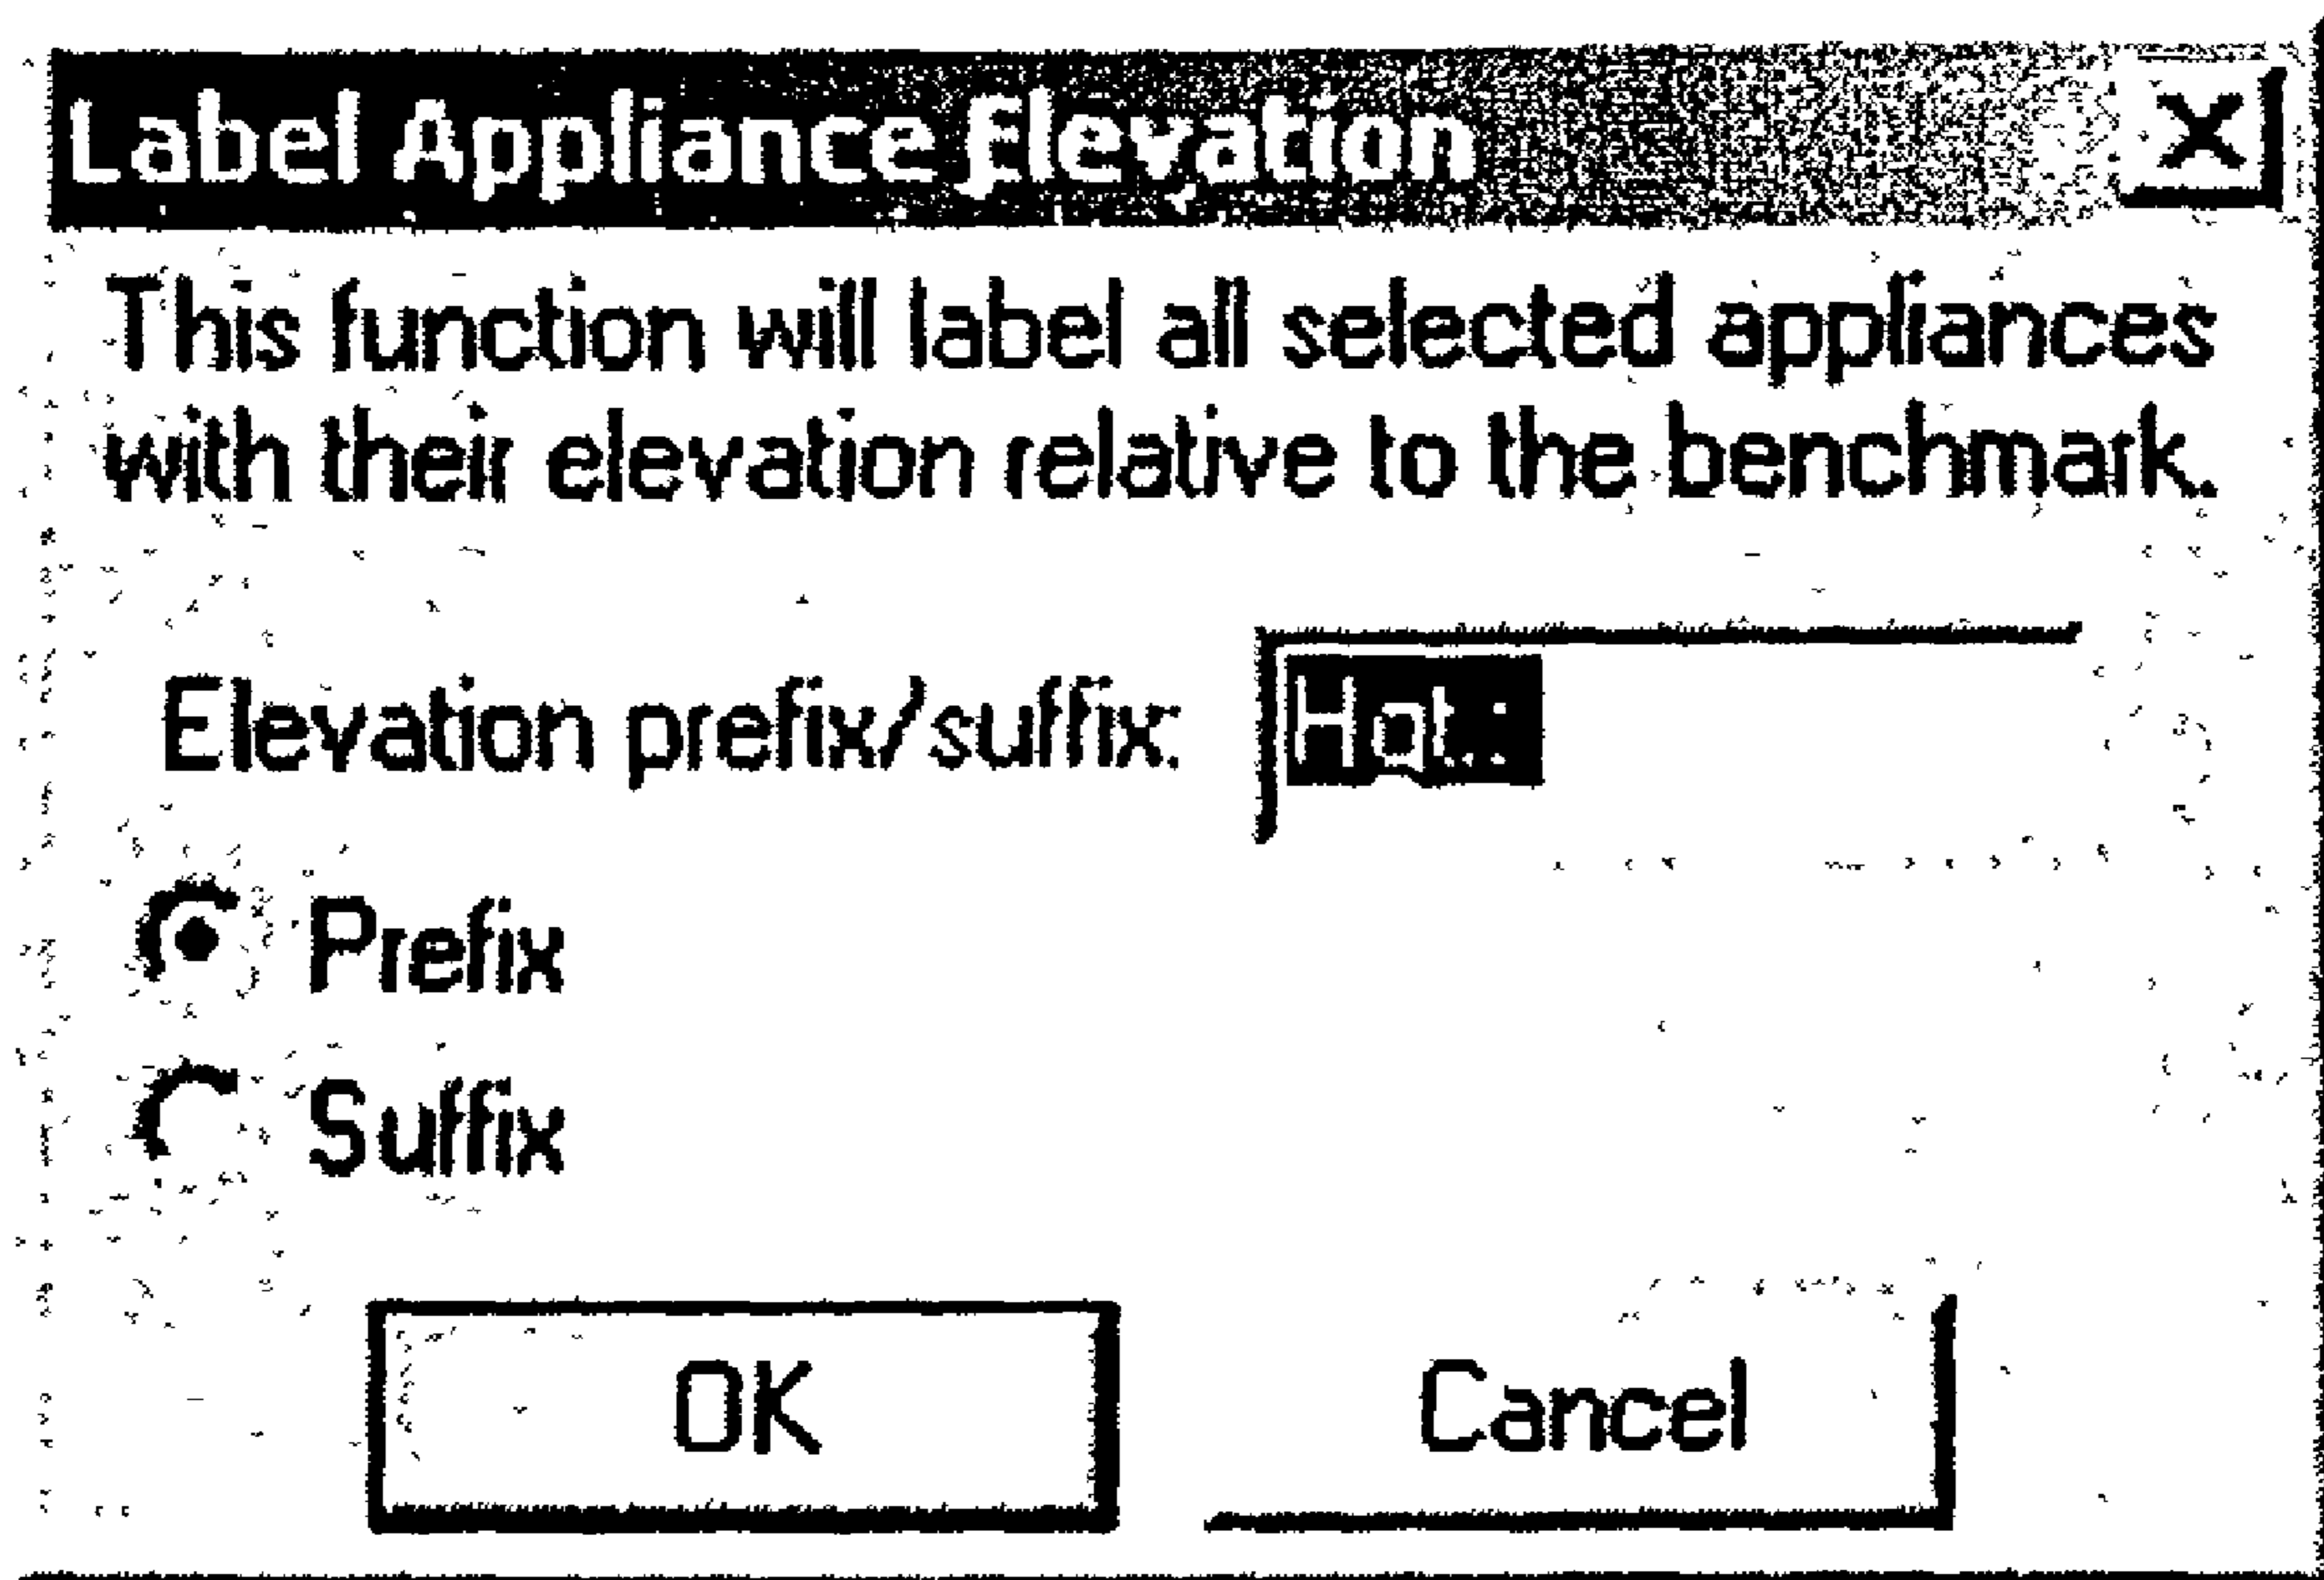 Label Appliance Elevation
This function will label all selected appliances
with their elevation relative to the benchmark.
Elevation prefix/suffix: Hgt.:
Prefix
Suffix
OK Cancel